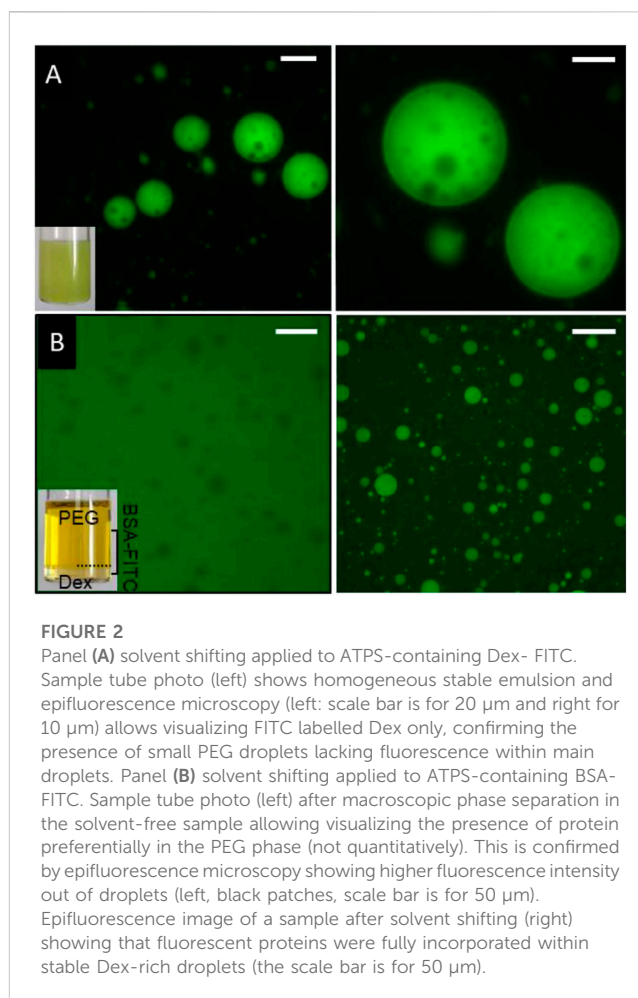 A
B
PEG
Dex
BSA-FITC
FIGURE 2
Panel (A) solvent shifting applied to ATPS-containing Dex- FITC.
Sample tube photo (left) shows homogeneous stable emulsion and
epifluorescence microscopy (left: scale bar is for 20 μm and right for
10 μm) allows visualizing FITC labelled Dex only, confirming the
presence of small PEG droplets lacking fluorescence within main
droplets. Panel (B) solvent shifting applied to ATPS-containing BSA-
FITC. Sample tube photo (left) after macroscopic phase separation in
the solvent-free sample allowing visualizing the presence of protein
preferentially in the PEG phase (not quantitatively). This is confirmed
by epifluorescence microscopy showing higher fluorescence intensity
out of droplets (left, black patches, scale bar is for 50 μm).
Epifluorescence image of a sample after solvent shifting (right)
showing that fluorescent proteins were fully incorporated within
stable Dex-rich droplets (the scale bar is for 50 μm).